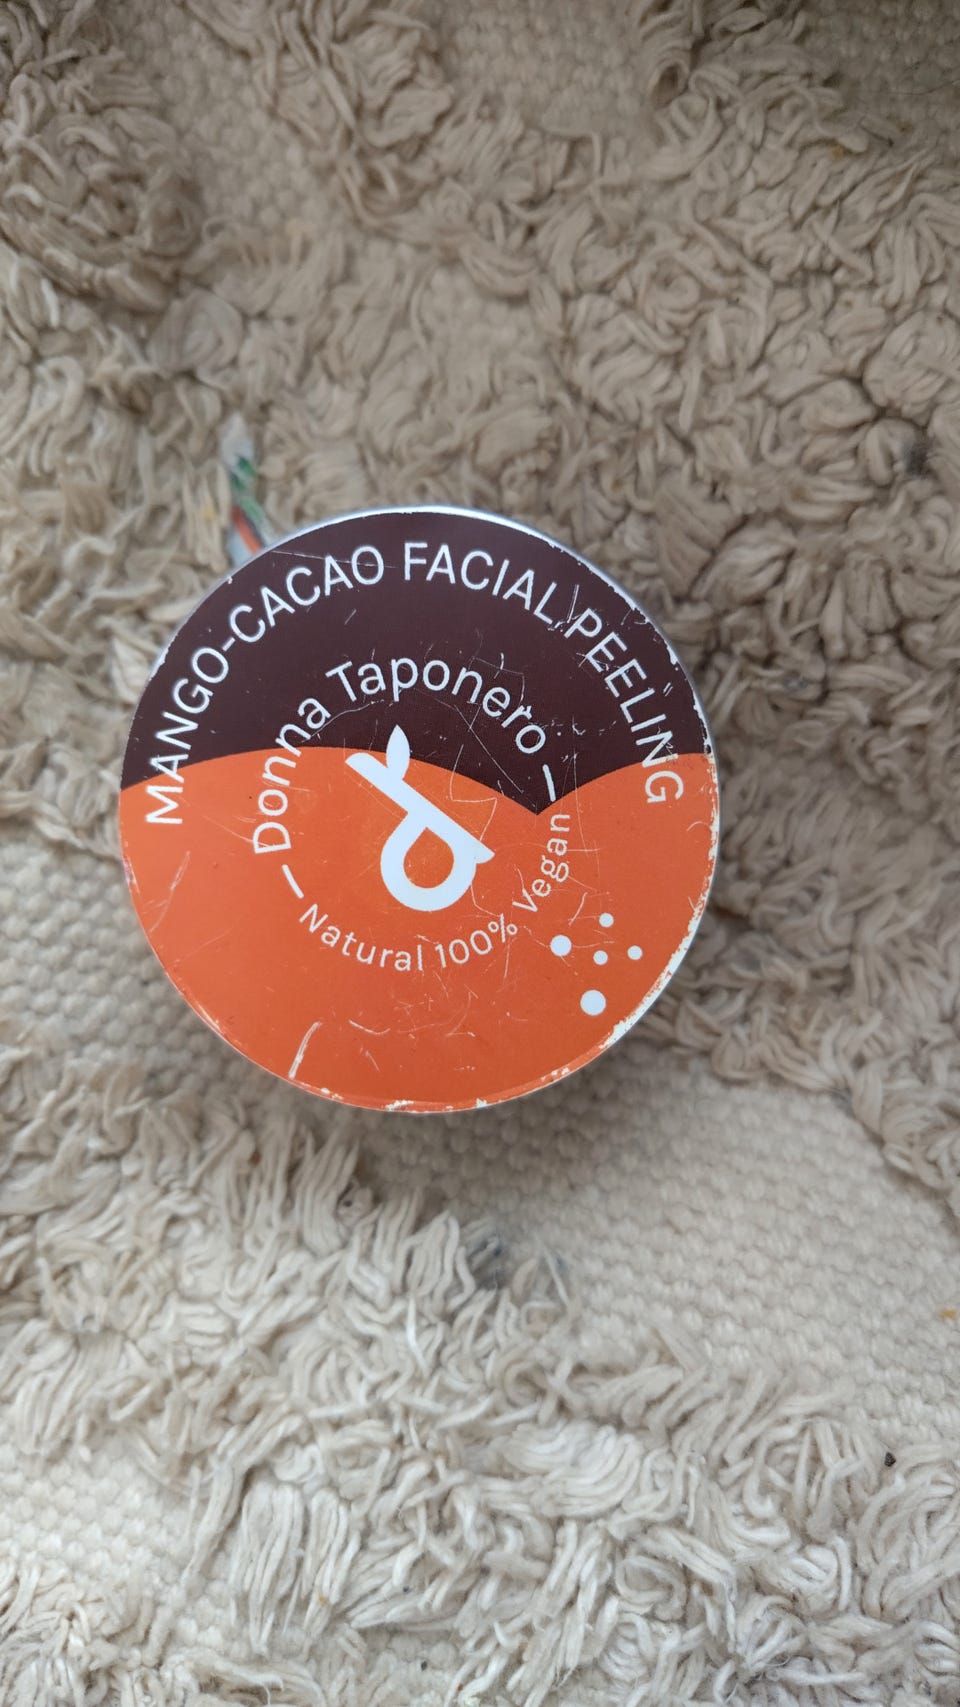 MANGO-CACAO FACIAL PEELING
Donna Taponero
Natural 100% Vegan